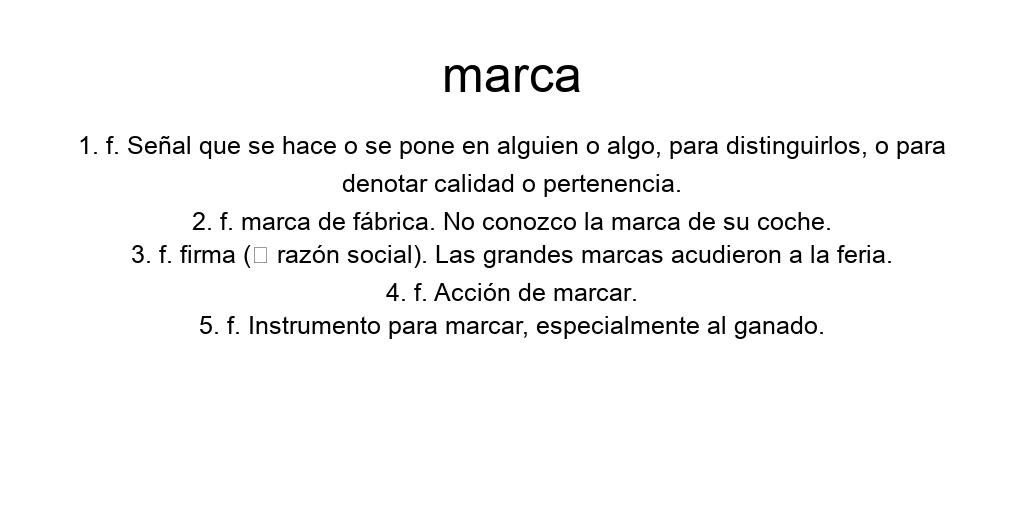 marca
1. f. Señal que se hace o se pone en alguien o algo, para distinguirlos, o para
denotar calidad o pertenencia.
2. f. marca de fábrica. No conozco la marca de su coche.
3. f. firma (□ razón social). Las grandes marcas acudieron a la feria.
4. f. Acción de marcar.
5. f. Instrumento para marcar, especialmente al ganado.